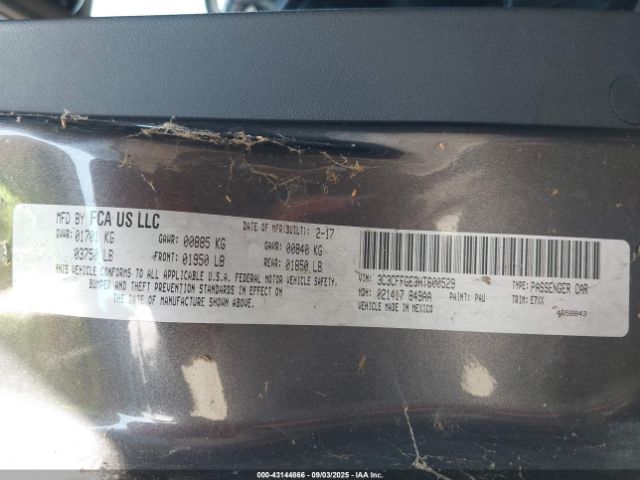 MFD BY FCA US LLC DATE OF MFR(BUILT): 2-17
GVWR: 01701 KG GAWR: 00885 KG GAWR: 00840 KG
03750 LB FRONT: 01950 LB REAR: 01850 LB
THIS VEHICLE CONFORMS TO ALL APPLICABLE U.S.A. FEDERAL MOTOR VEHICLE SAFETY,
BUMPER AND THEFT PREVENTION STANDARDS IN EFFECT ON
THE DATE OF MANUFACTURE SHOWN ABOVE.
VIN: 3C3CFFGE3HT600529 TYPE: PASSENGER CAR
MDH: 021417 849AA PAINT: PAU TRIM: E7XX
VEHICLE MADE IN MEXICO 4658843
000-43144866 - 09/03/2025 - IAAI, Inc.